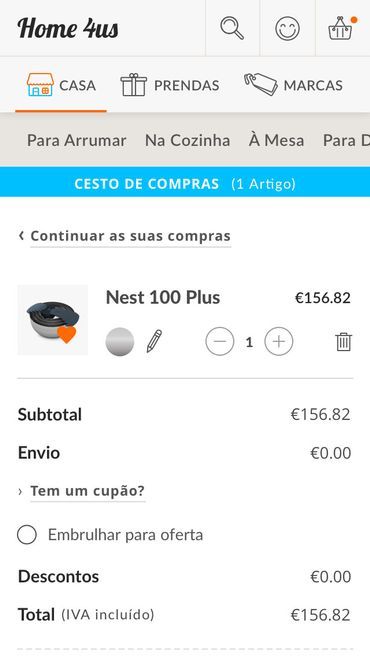 Home 4us
CASA PRENDAS MARCAS
Para Arrumar Na Cozinha À Mesa Para D
CESTO DE COMPRAS (1 Artigo)
‹ Continuar as suas compras
Nest 100 Plus €156.82
1
Subtotal €156.82
Envio €0.00
› Tem um cupão?
Embrulhar para oferta
Descontos €0.00
Total (IVA incluído) €156.82